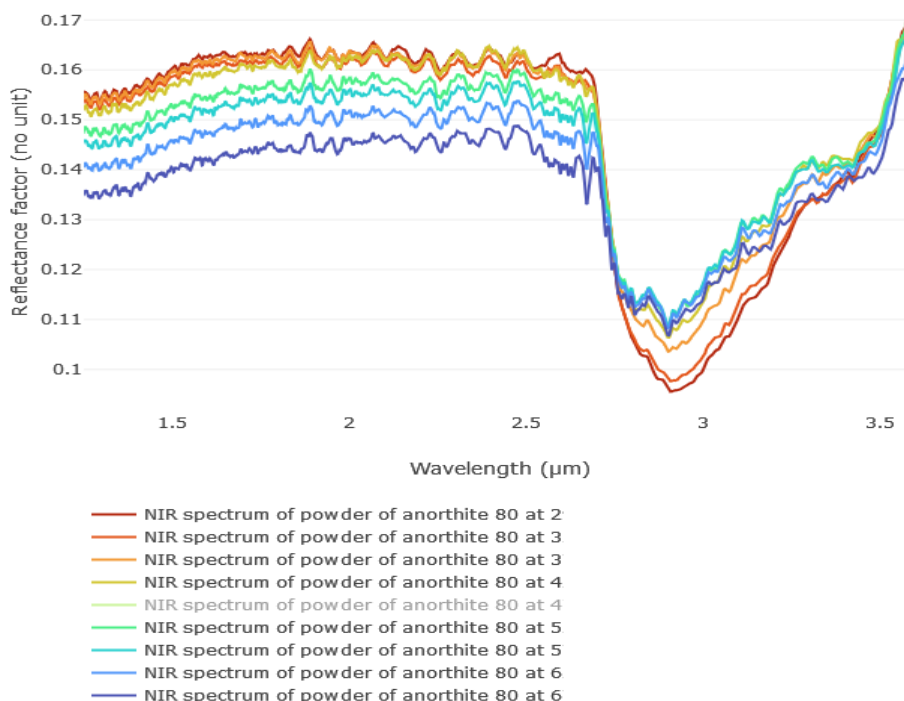 0.17
0.16
0.15
0.14
0.13
0.12
0.11
0.1
Reflectance factor (no unit)
1.5 2 2.5 3 3.5
Wavelength (µm)
NIR spectrum of powder of anorthite 80 at 2
NIR spectrum of powder of anorthite 80 at 3
NIR spectrum of powder of anorthite 80 at 3
NIR spectrum of powder of anorthite 80 at 4
NIR spectrum of powder of anorthite 80 at 4
NIR spectrum of powder of anorthite 80 at 5
NIR spectrum of powder of anorthite 80 at 5
NIR spectrum of powder of anorthite 80 at 6
NIR spectrum of powder of anorthite 80 at 6